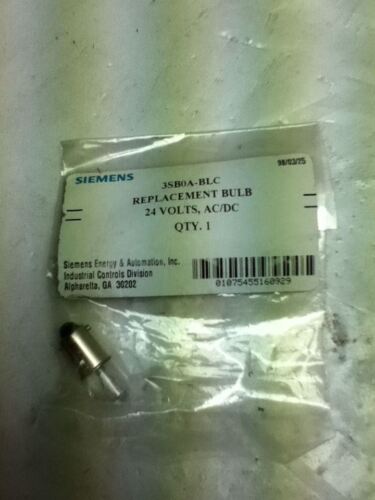 98/03/25
SIEMENS
3SB0A-BLC
REPLACEMENT BULB
24 VOLTS, AC/DC
QTY. 1
Siemens Energy & Automation, Inc.
Industrial Controls Division
Alpharetta, GA 30202
01075455160929